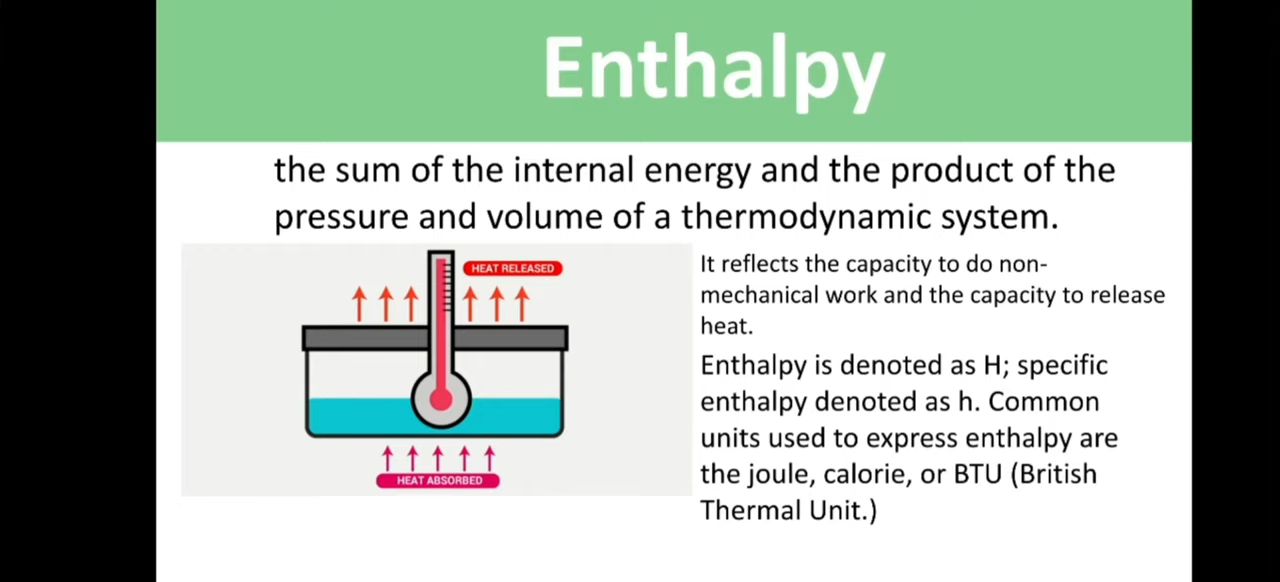 Enthalpy
the sum of the internal energy and the product of the
pressure and volume of a thermodynamic system.
HEAT RELEASED
HEAT ABSORBED
It reflects the capacity to do non-
mechanical work and the capacity to release
heat.
Enthalpy is denoted as H; specific
enthalpy denoted as h. Common
units used to express enthalpy are
the joule, calorie, or BTU (British
Thermal Unit.)